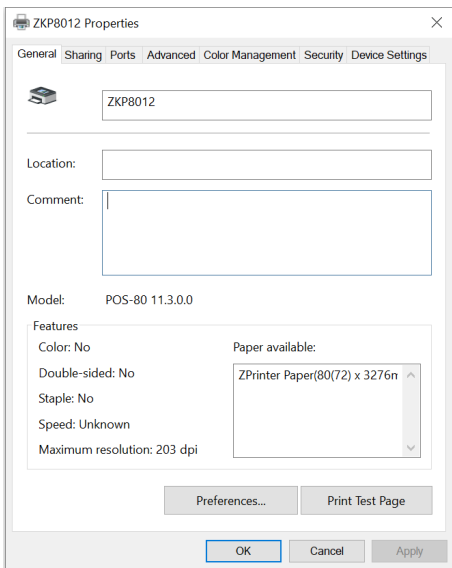 ZKP8012 Properties
General Sharing Ports Advanced Color Management Security Device Settings
ZKP8012
Location:
Comment:
Model: POS-80 11.3.0.0
Features
Color: No
Paper available:
Double-sided: No
ZPrinter Paper(80(72) x 3276m
Staple: No
Speed: Unknown
Maximum resolution: 203 dpi
Preferences...
Print Test Page
OK
Cancel
Apply